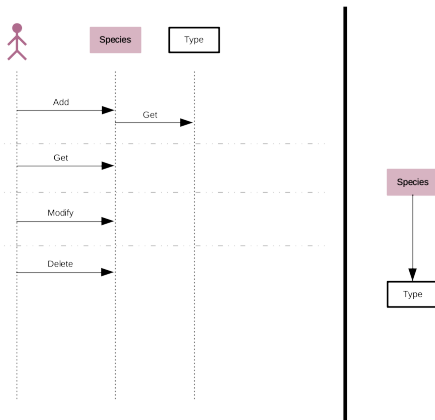 Species
Type
Add
Get
Get
Modify
Delete
Species
Type